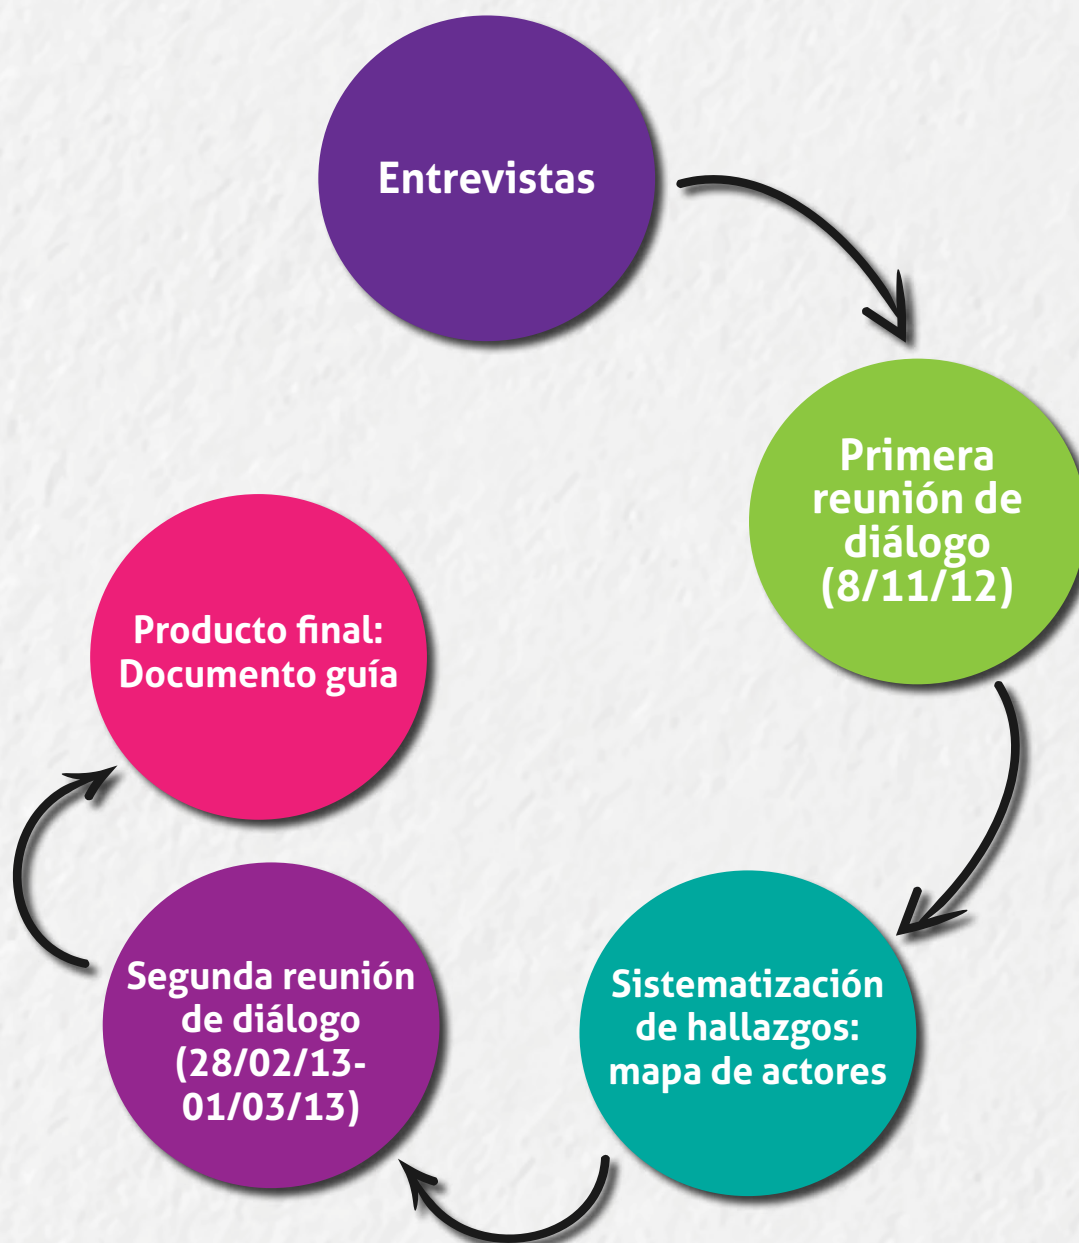 Entrevistas
Primera
reunión de
diálogo
(8/11/12)
Sistematización
de hallazgos:
mapa de actores
Segunda reunión
de diálogo
(28/02/13-
01/03/13)
Producto final:
Documento guía